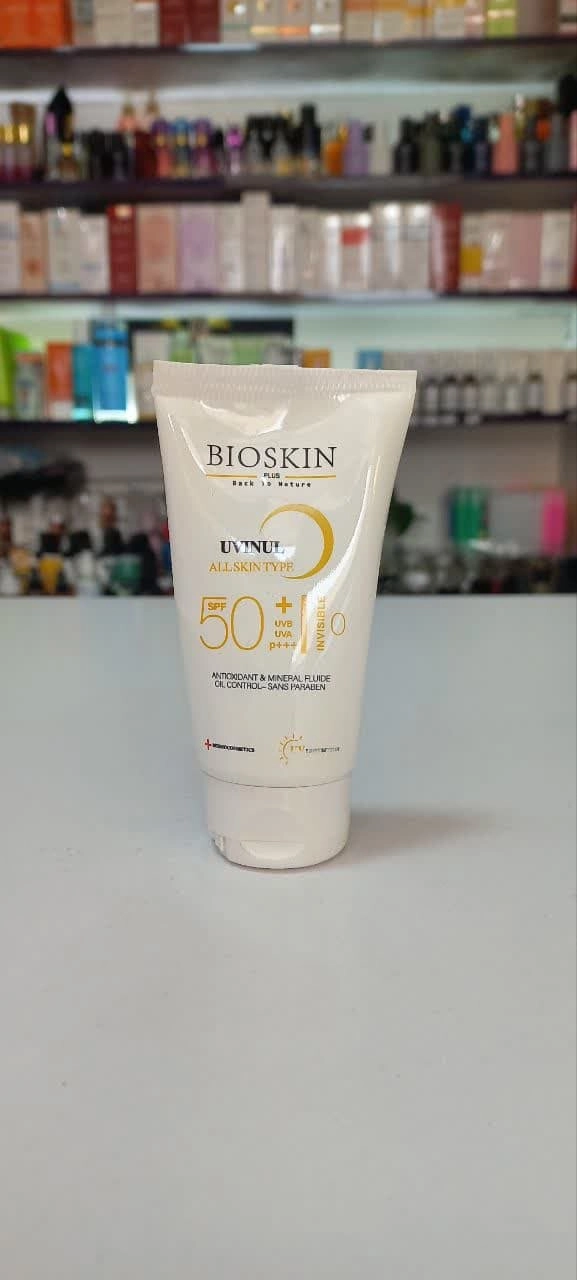 BIOSKIN
PLUS
Back to Nature
UVINUL
ALL SKIN TYPE
SPF
50 +
UVB
UVA
P+++
INVISIBLE
0
ANTIOXIDANT & MINERAL FLUIDE
OIL CONTROL- SANS PARABEN